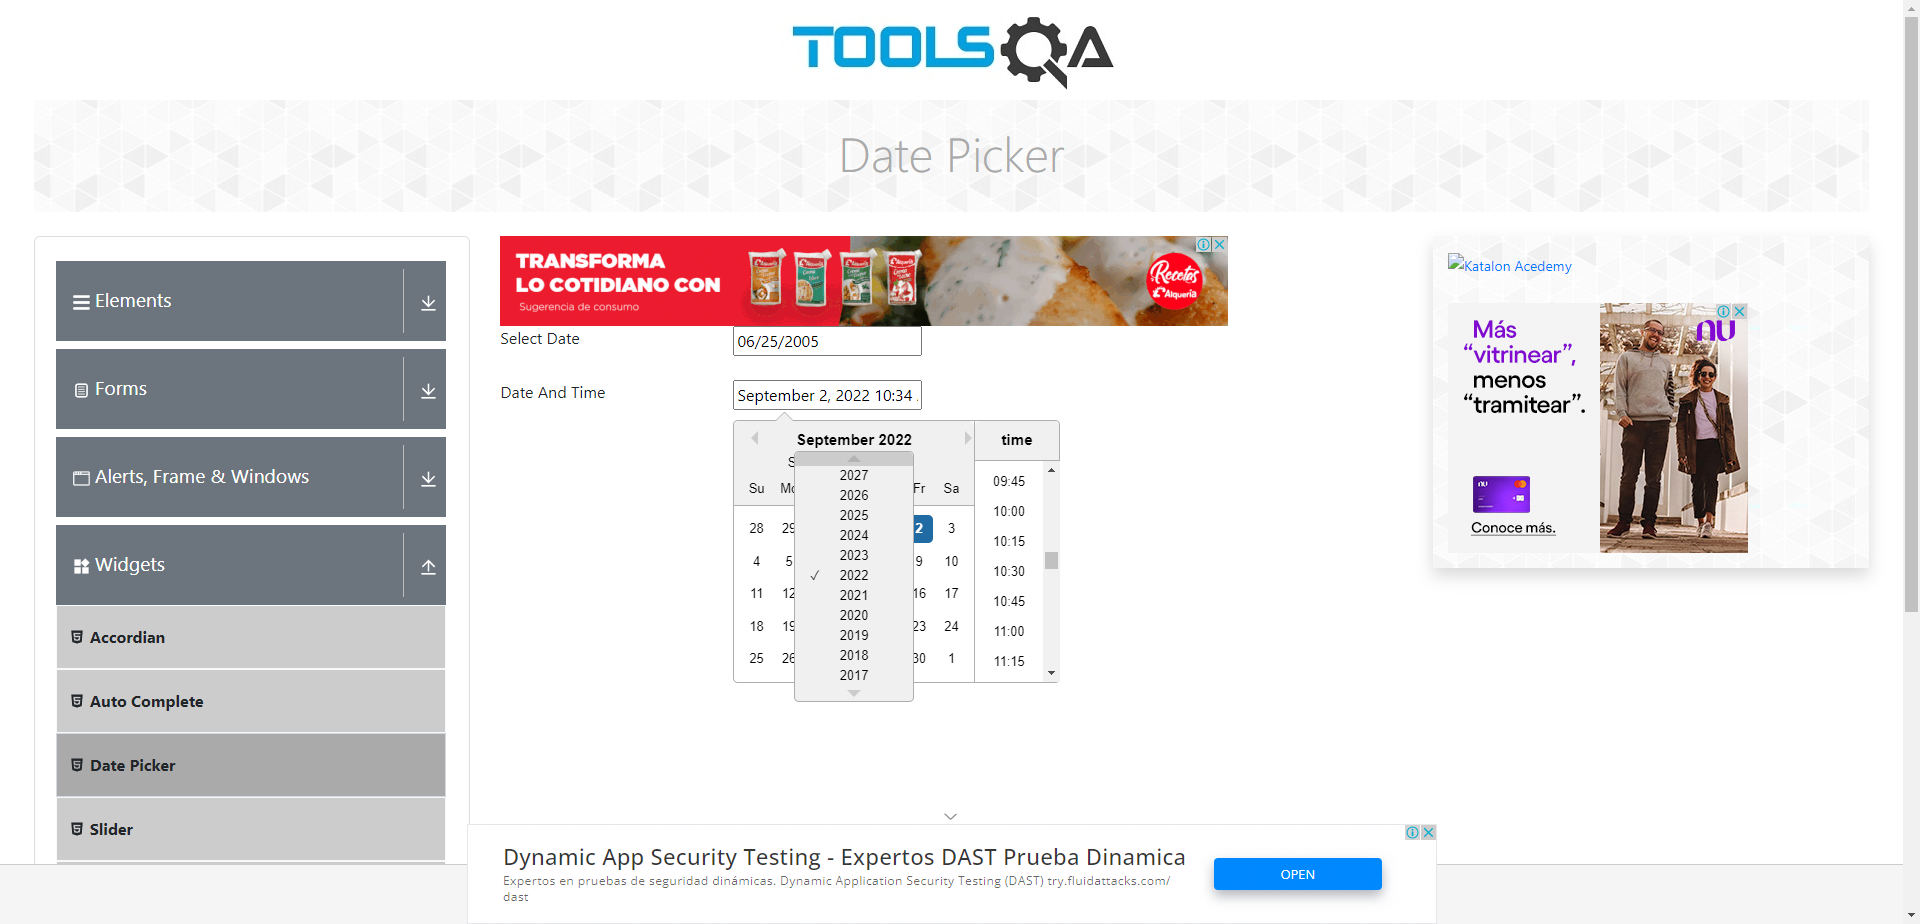 TOOLSQA
Date Picker
Elements
Forms
Alerts, Frame & Windows
Widgets
Accordian
Auto Complete
Date Picker
Slider
TRANSFORMA
LO COTIDIANO CON
Sugerencia de consumo
Recetas
Alquería
Select Date
06/25/2005
Date And Time
September 2, 2022 10:34
September 2022
time
S
Su Mo Fr Sa
28 29 2 3
4 5 9 10
11 12 16 17
18 19 23 24
25 26 30 1
2027
2026
2025
2024
2023
✓ 2022
2021
2020
2019
2018
2017
09:45
10:00
10:15
10:30
10:45
11:00
11:15
Katalon Acedemy
Más
“vitrinear”,
menos
“tramitear”.
nu
nu
Conoce más.
Dynamic App Security Testing - Expertos DAST Prueba Dinamica
Expertos en pruebas de seguridad dinámicas. Dynamic Application Security Testing (DAST) try.fluidattacks.com/
dast
OPEN